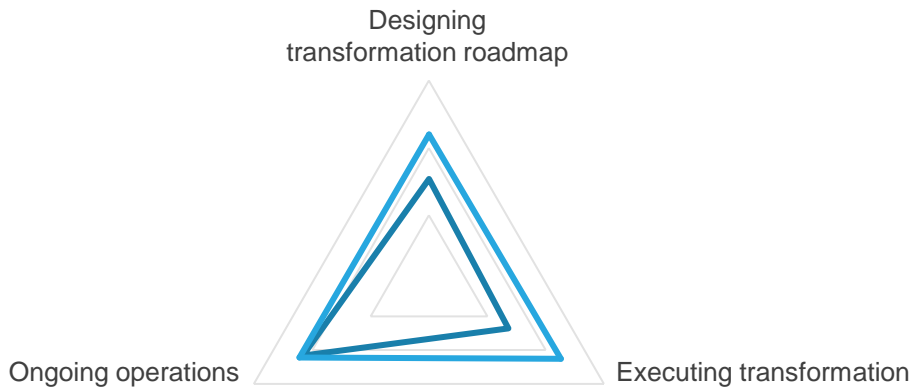 Designing
transformation roadmap
Ongoing operations
Executing transformation